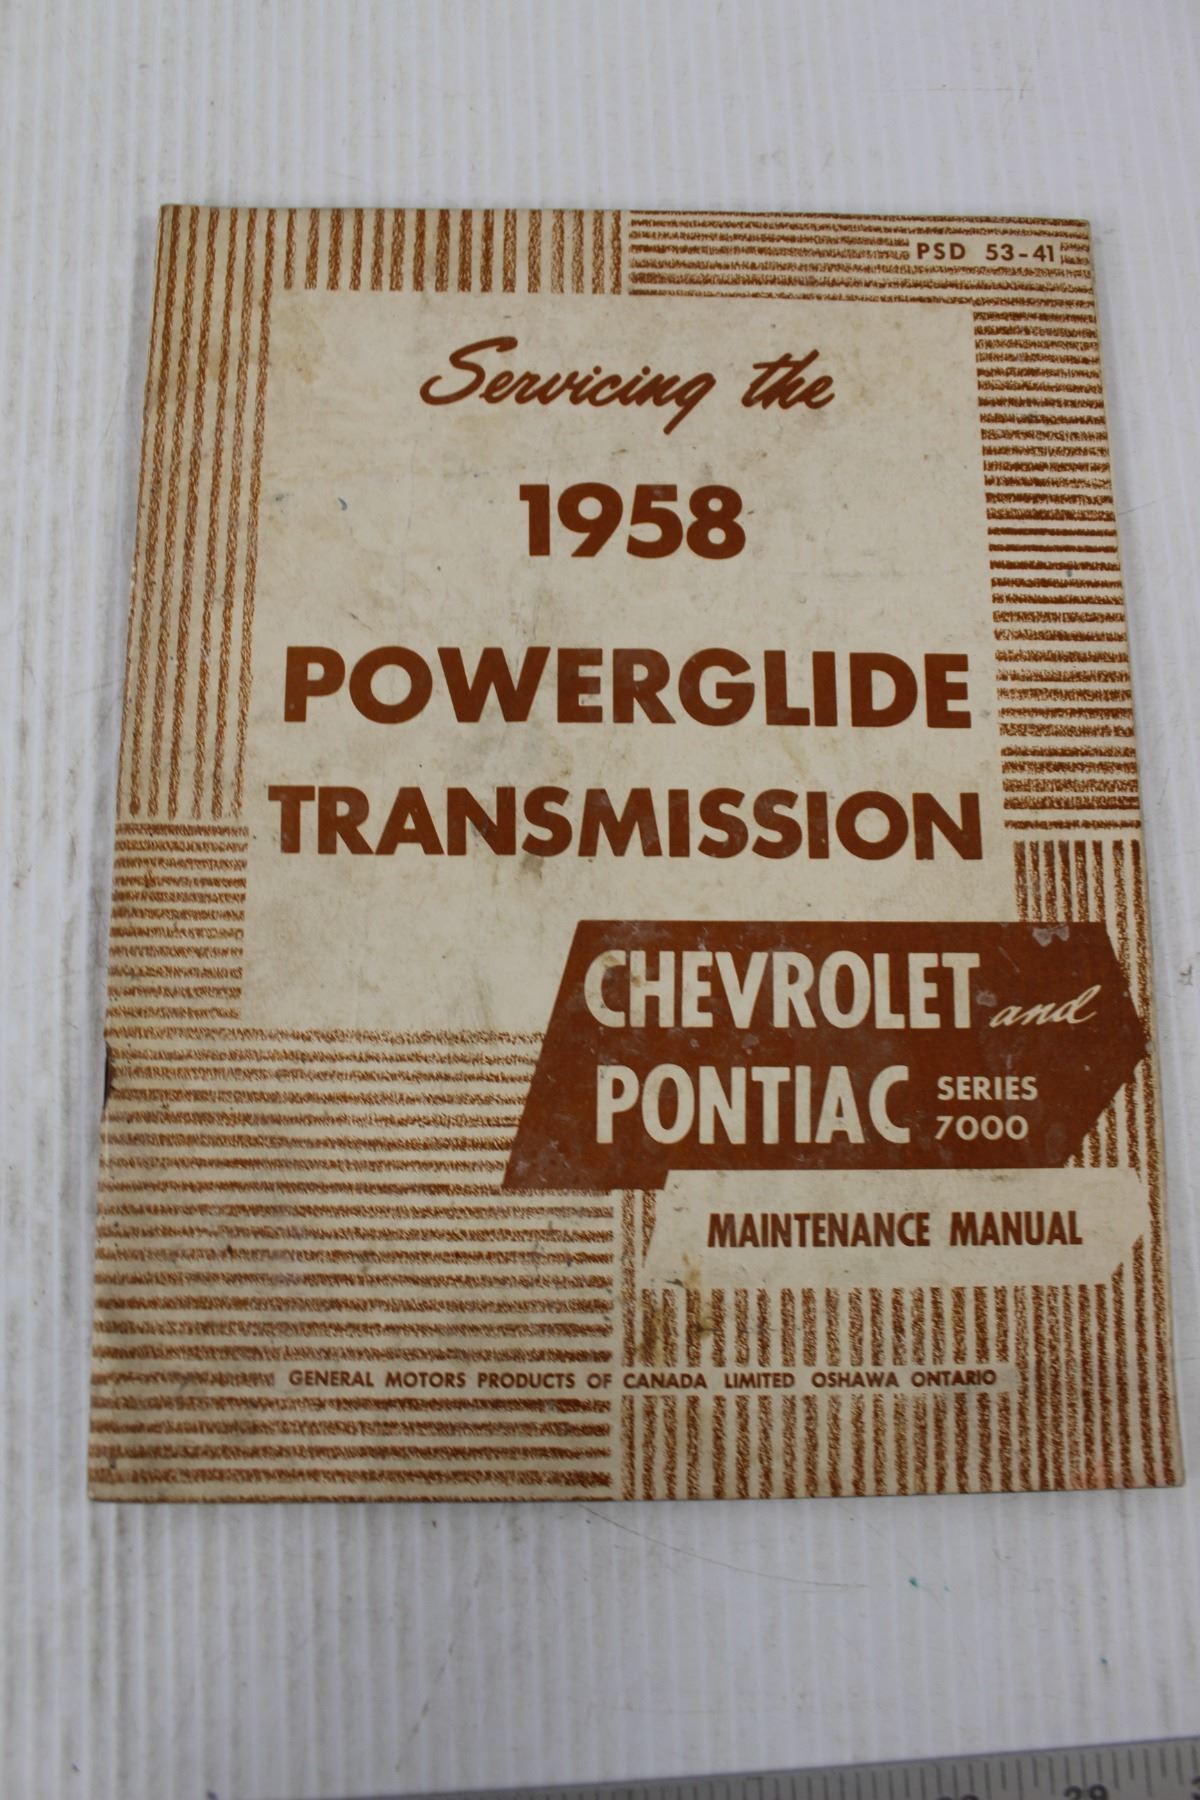 PSD 53-41
Servicing the
1958
POWERGLIDE
TRANSMISSION
CHEVROLET and
PONTIAC SERIES 7000
MAINTENANCE MANUAL
GENERAL MOTORS PRODUCTS OF CANADA LIMITED OSHAWA ONTARIO